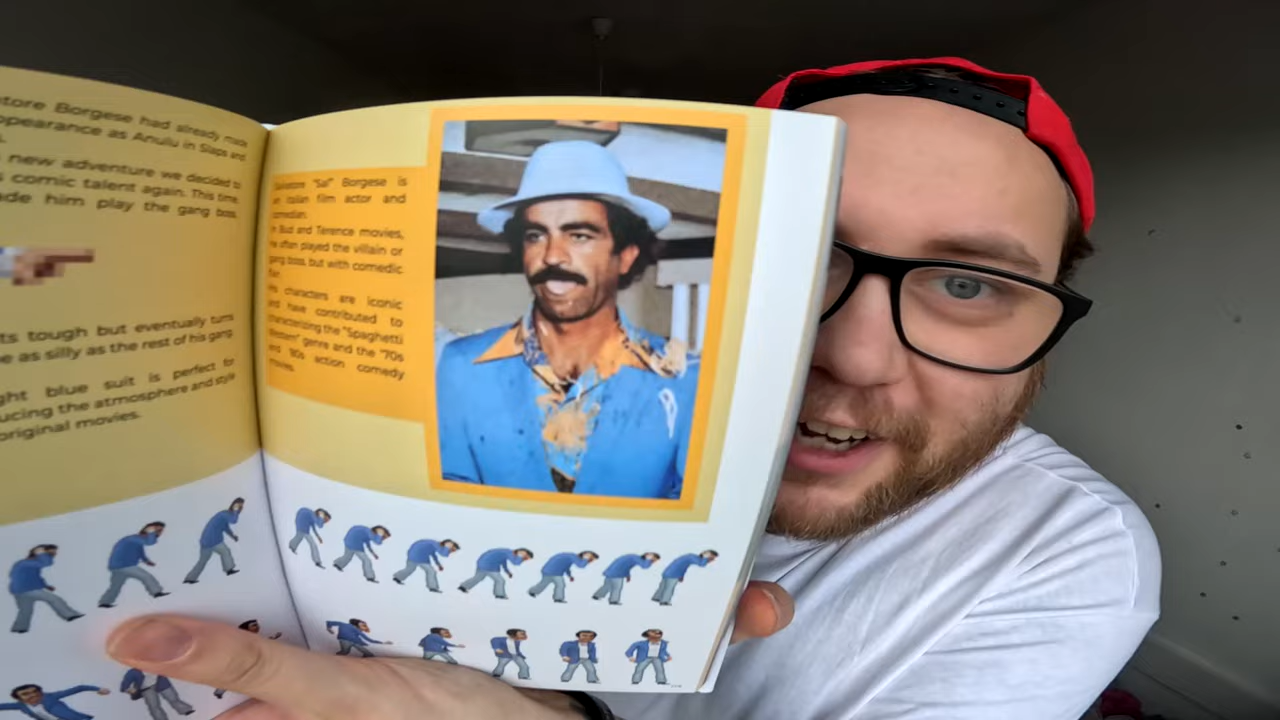 tore Borgese had already made
ppearance as Anulu in Slaps and
new adventure we decided to
s comic talent again. This time,
de him play the gang boss.
ts tough but eventually turns
e as silly as the rest of his gang.
ght blue suit is perfect for
ucing the atmosphere and style
original movies.
Salvatore "Sal" Borgese is
an Italian film actor and
comedian.
In Bud and Terence movies,
he often played the villain or
gang boss, but with comedic
flair.
His characters are iconic
and have contributed to
characterizing the "Spaghetti
Western" genre and the '70s
and '80s action comedy
movies.